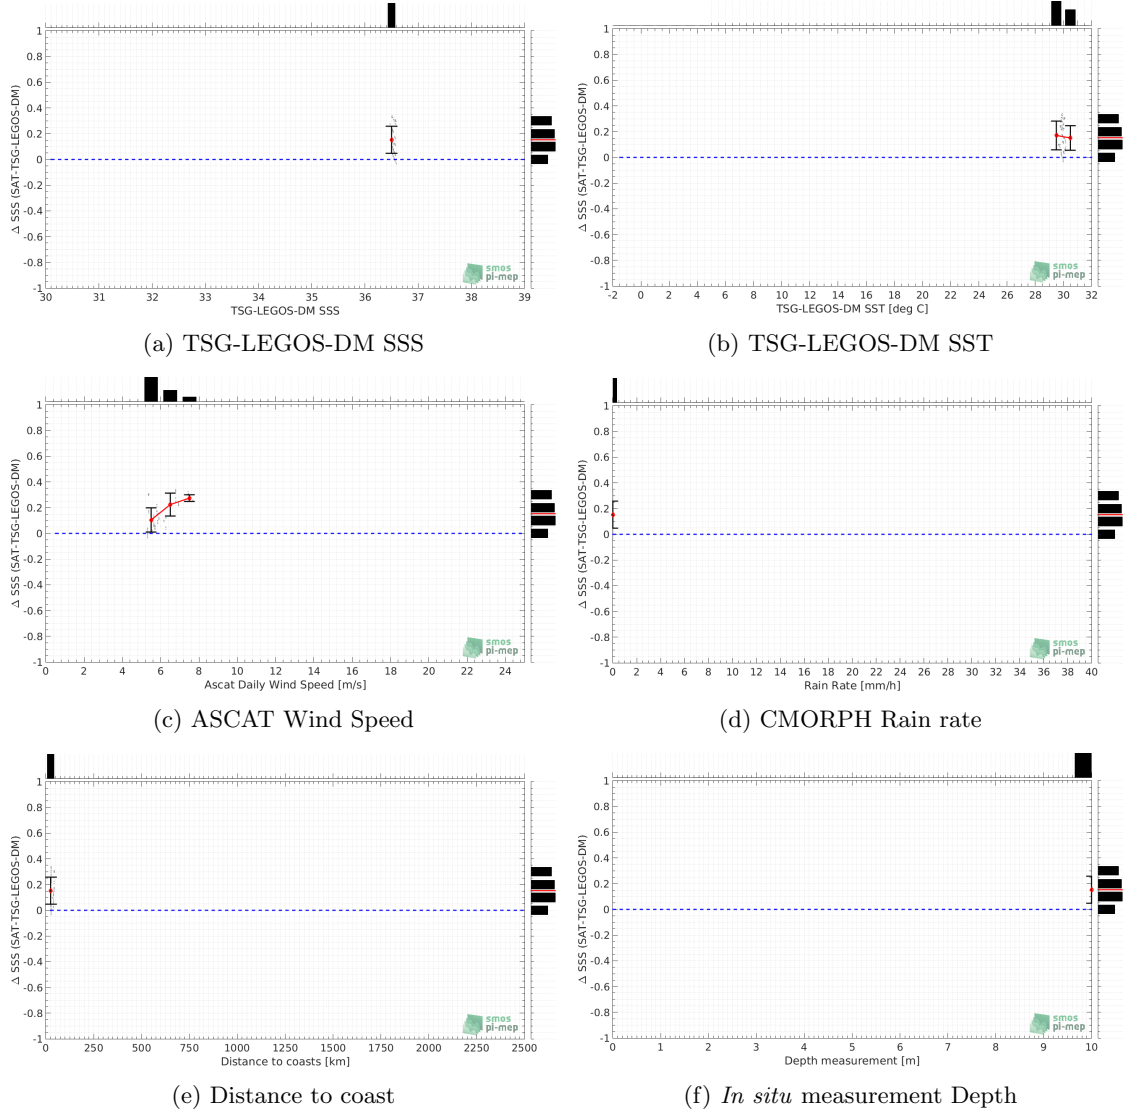 1
0.8
0.6
0.4
0.2
0
-0.2
-0.4
-0.6
-0.8
-1
Δ SSS (SAT-TSG-LEGOS-DM)
30 31 32 33 34 35 36 37 38 39
TSG-LEGOS-DM SSS
smos
pi-mep
(a) TSG-LEGOS-DM SSS
1
0.8
0.6
0.4
0.2
0
-0.2
-0.4
-0.6
-0.8
-1
Δ SSS (SAT-TSG-LEGOS-DM)
-2 0 2 4 6 8 10 12 14 16 18 20 22 24 26 28 30 32
TSG-LEGOS-DM SST [deg C]
smos
pi-mep
(b) TSG-LEGOS-DM SST
1
0.8
0.6
0.4
0.2
0
-0.2
-0.4
-0.6
-0.8
-1
Δ SSS (SAT-TSG-LEGOS-DM)
0 2 4 6 8 10 12 14 16 18 20 22 24
Ascat Daily Wind Speed [m/s]
smos
pi-mep
(c) ASCAT Wind Speed
1
0.8
0.6
0.4
0.2
0
-0.2
-0.4
-0.6
-0.8
-1
Δ SSS (SAT-TSG-LEGOS-DM)
0 2 4 6 8 10 12 14 16 18 20 22 24 26 28 30 32 34 36 38 40
Rain Rate [mm/h]
smos
pi-mep
(d) CMORPH Rain rate
1
0.8
0.6
0.4
0.2
0
-0.2
-0.4
-0.6
-0.8
-1
Δ SSS (SAT-TSG-LEGOS-DM)
0 250 500 750 1000 1250 1500 1750 2000 2250 2500
Distance to coasts [km]
smos
pi-mep
(e) Distance to coast
1
0.8
0.6
0.4
0.2
0
-0.2
-0.4
-0.6
-0.8
-1
Δ SSS (SAT-TSG-LEGOS-DM)
0 1 2 3 4 5 6 7 8 9 10
Depth measurement [m]
smos
pi-mep
(f) In situ measurement Depth